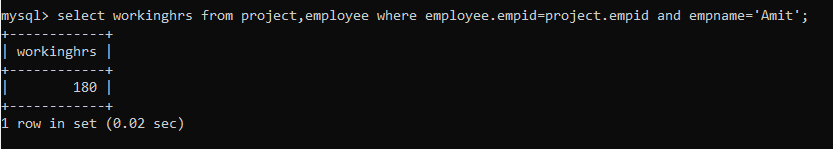 mysql> select workinghrs from project,employee where employee.empid=project.empid and empname='Amit';
+------------+
| workinghrs |
+------------+
|        180 |
+------------+
1 row in set (0.02 sec)